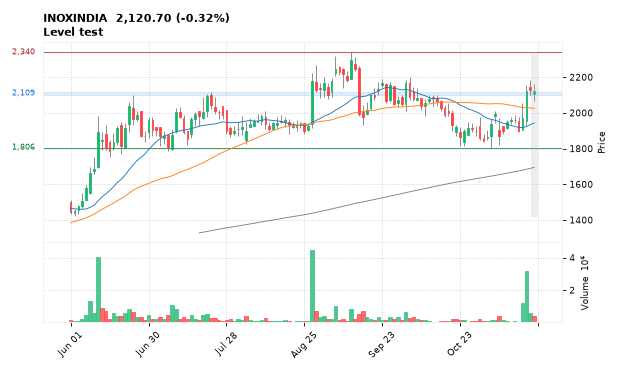 INOXINDIA 2,120.70 (-0.32%)
Level test
2,340
2,109
1,806
2200
2000
1800
1600
1400
Price
4
2
Volume 10⁶
Jun 01
Jun 30
Jul 28
Aug 25
Sep 23
Oct 23